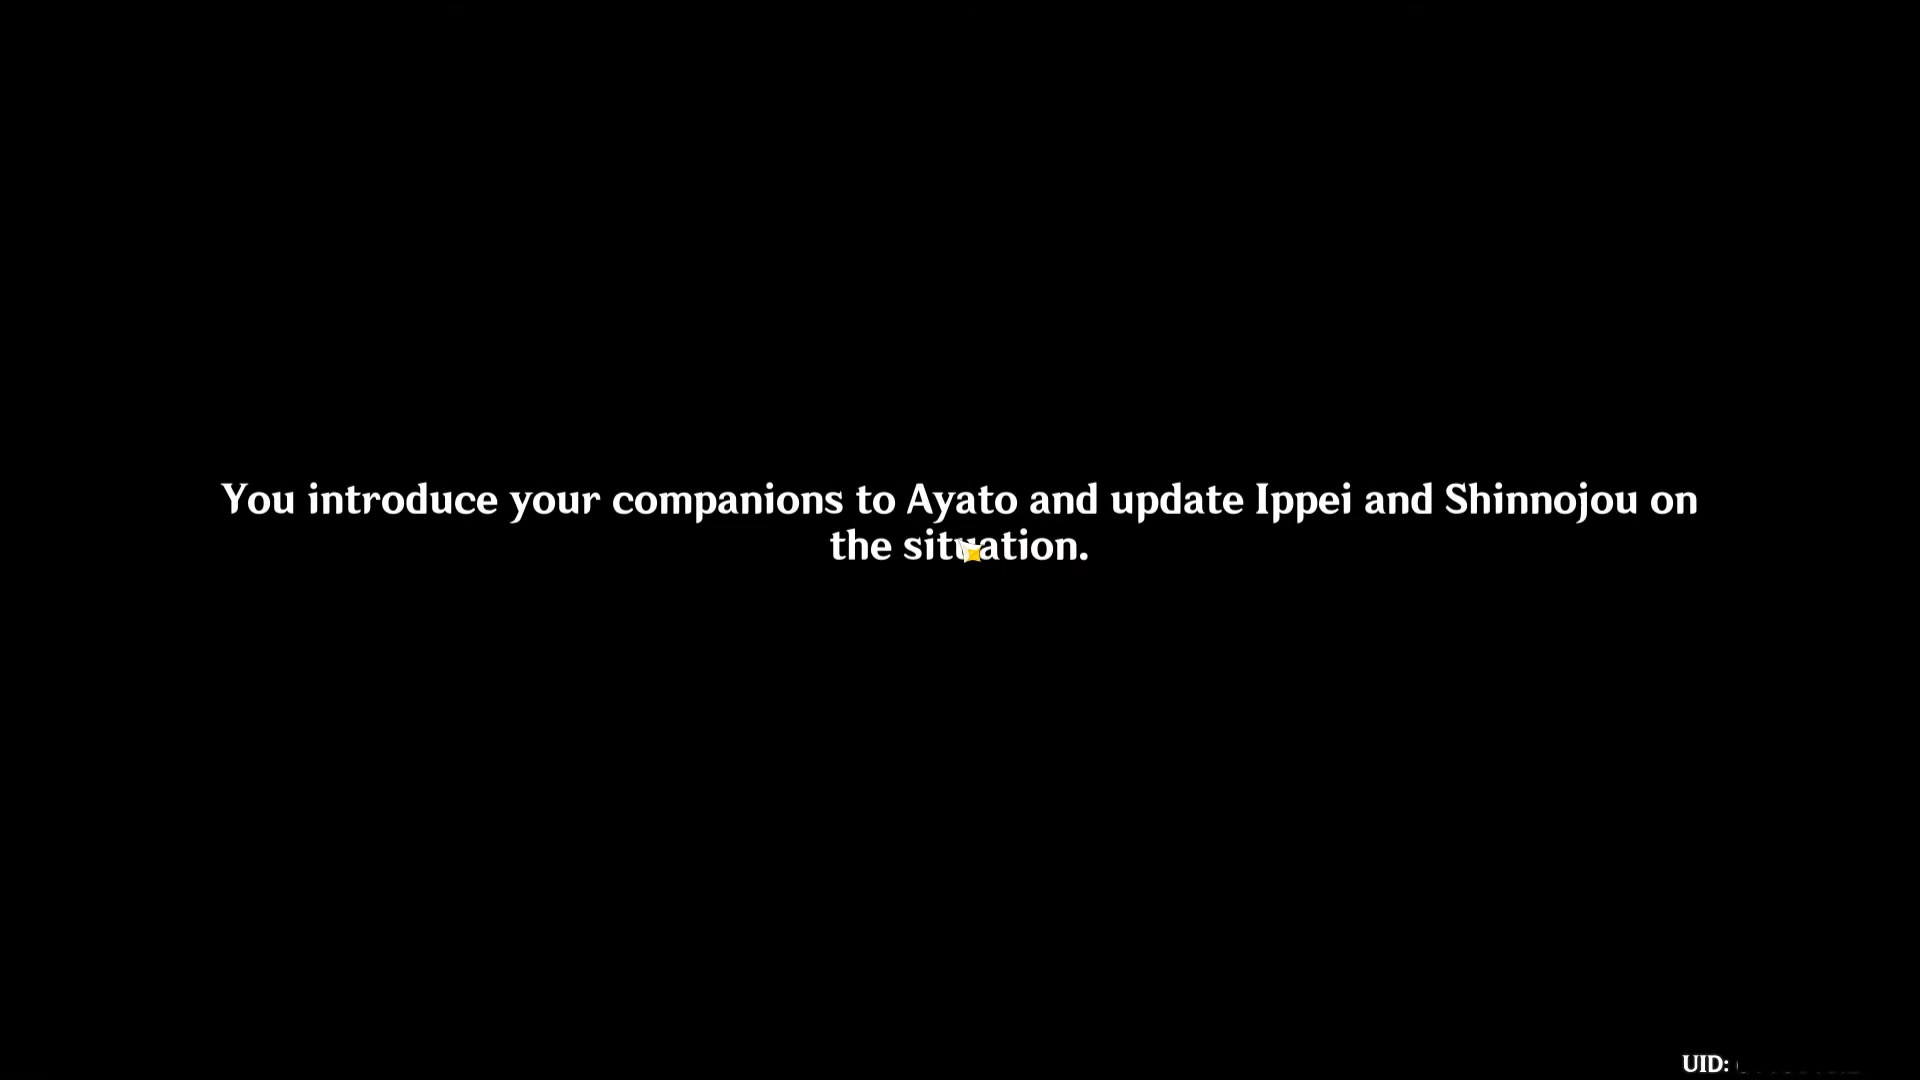 You introduce your companions to Ayato and update Ippei and Shinnojou on
the situation.
UID: